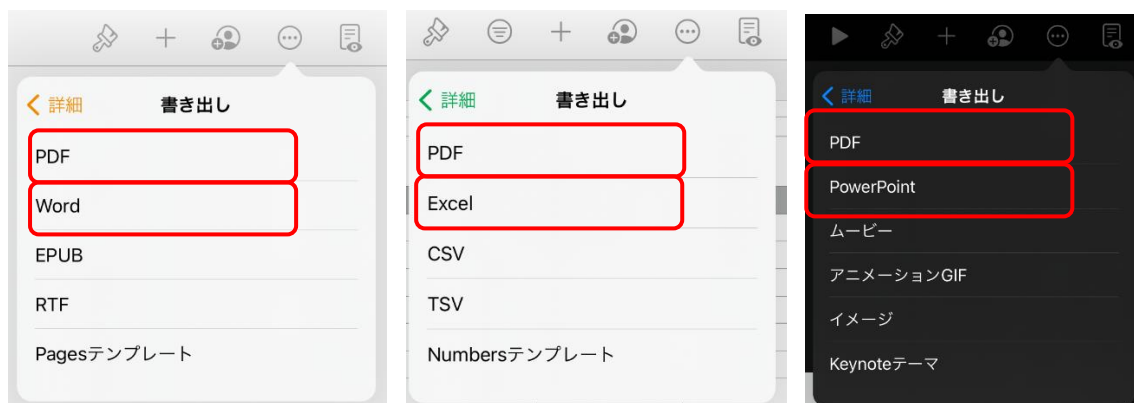 詳細 書き出し
PDF
Word
EPUB
RTF
Pagesテンプレート
詳細 書き出し
PDF
Excel
CSV
TSV
Numbersテンプレート
詳細 書き出し
PDF
PowerPoint
ムービー
アニメーションGIF
イメージ
Keynoteテーマ